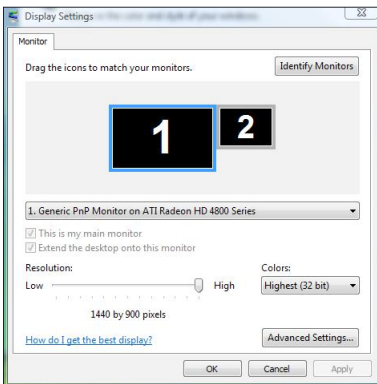 Display Settings
Monitor
Drag the icons to match your monitors.
Identify Monitors
1
2
1. Generic PnP Monitor on ATI Radeon HD 4800 Series
This is my main monitor
Extend the desktop onto this monitor
Resolution:
Colors:
Low
High
Highest (32 bit)
1440 by 900 pixels
How do I get the best display?
Advanced Settings...
OK
Cancel
Apply